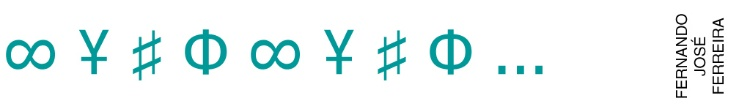 ∞ ¥ ♯ Φ ∞ ¥ ♯ Φ ...
FERNANDO
JOSÉ
FERREIRA